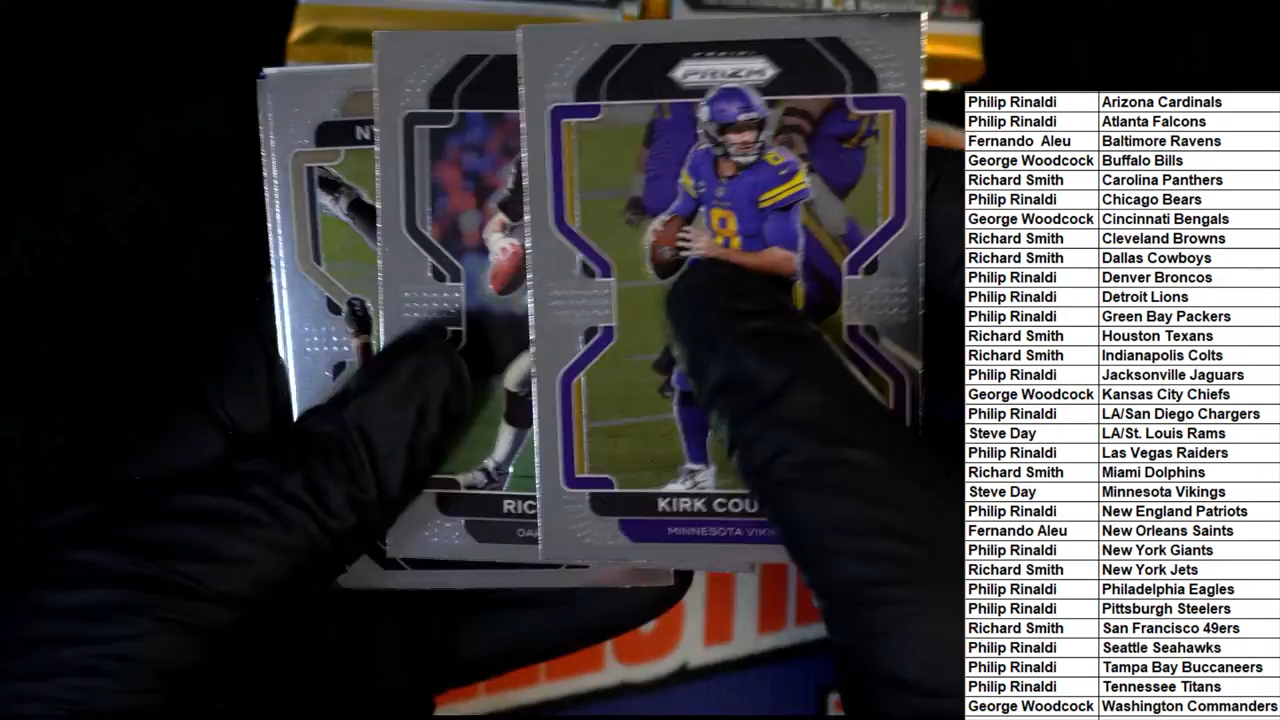 PANINI
PRIZM
KIRK COU
MINNESOTA VIKIN
RIC
Philip Rinaldi Arizona Cardinals
Philip Rinaldi Atlanta Falcons
Fernando Aleu Baltimore Ravens
George Woodcock Buffalo Bills
Richard Smith Carolina Panthers
Philip Rinaldi Chicago Bears
George Woodcock Cincinnati Bengals
Richard Smith Cleveland Browns
Richard Smith Dallas Cowboys
Philip Rinaldi Denver Broncos
Philip Rinaldi Detroit Lions
Philip Rinaldi Green Bay Packers
Richard Smith Houston Texans
Richard Smith Indianapolis Colts
Philip Rinaldi Jacksonville Jaguars
George Woodcock Kansas City Chiefs
Philip Rinaldi LA/San Diego Chargers
Steve Day LA/St. Louis Rams
Philip Rinaldi Las Vegas Raiders
Richard Smith Miami Dolphins
Steve Day Minnesota Vikings
Philip Rinaldi New England Patriots
Fernando Aleu New Orleans Saints
Philip Rinaldi New York Giants
Richard Smith New York Jets
Philip Rinaldi Philadelphia Eagles
Philip Rinaldi Pittsburgh Steelers
Richard Smith San Francisco 49ers
Philip Rinaldi Seattle Seahawks
Philip Rinaldi Tampa Bay Buccaneers
Philip Rinaldi Tennessee Titans
George Woodcock Washington Commanders